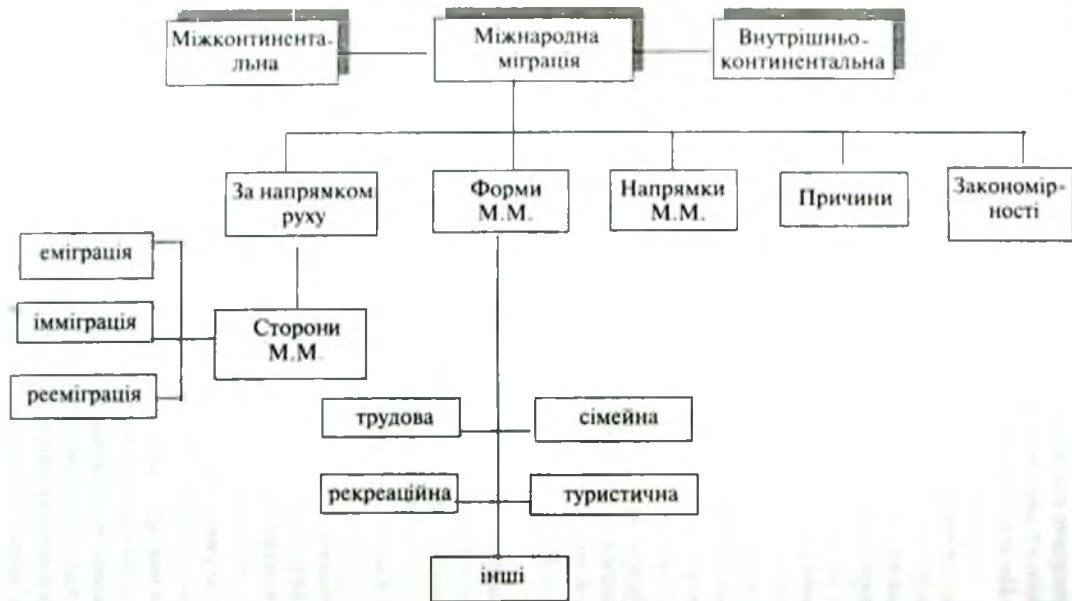 Міжконтинента-
льна
Міжнародна
міграція
Внутрішньо-
континентальна
За напрямком
руху
Форми
М.М.
Напрямки
М.М.
Причини
Закономір-
ності
еміграція
імміграція
рееміграція
Сторони
М.М.
трудова
сімейна
рекреаційна
туристична
інші